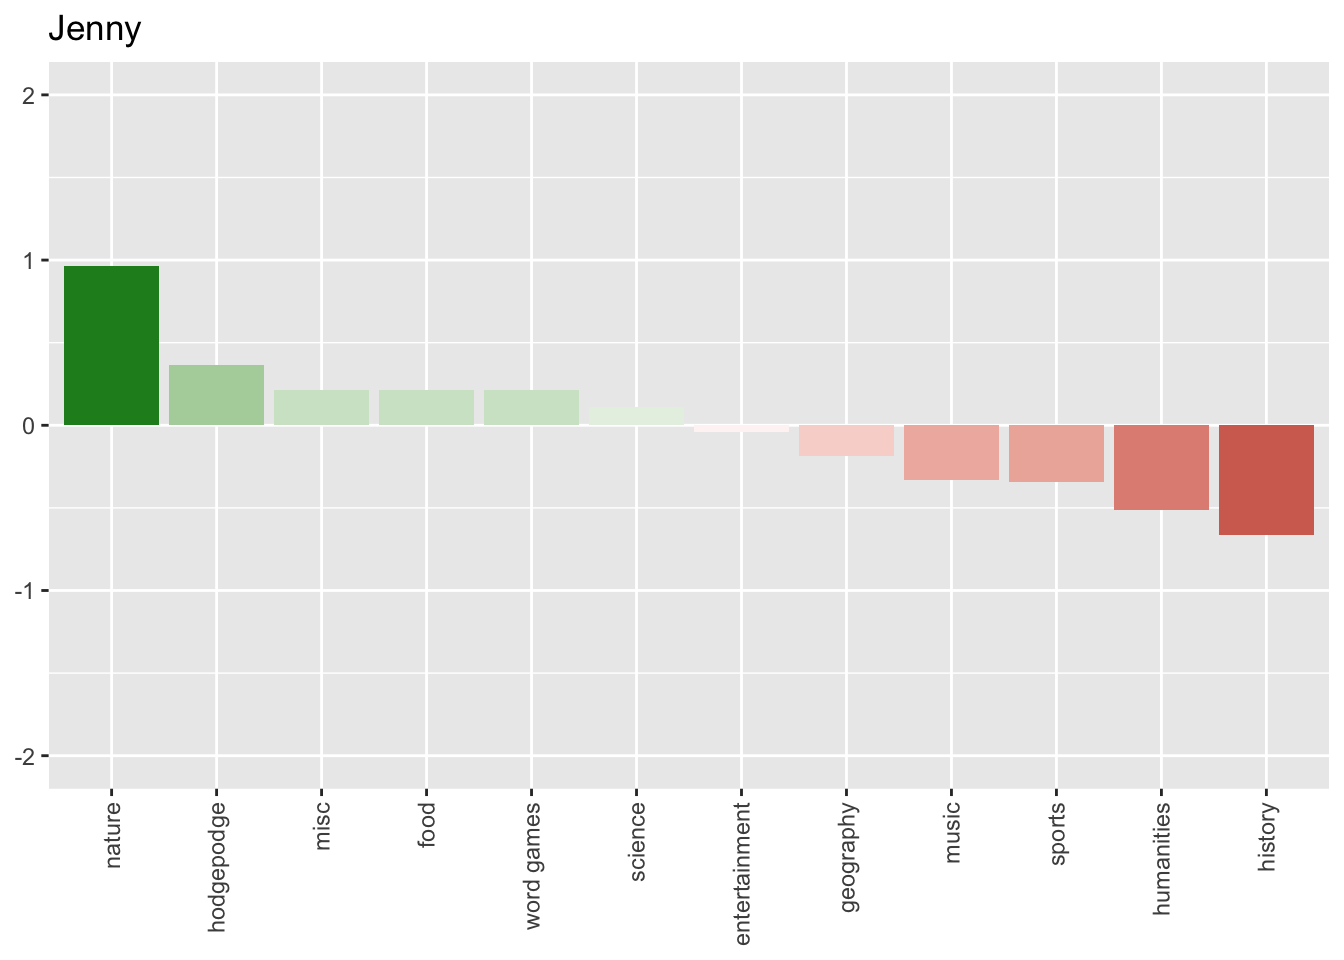 Jenny
2
1
0
-1
-2
nature
hodgepodge
misc
food
word games
science
entertainment
geography
music
sports
humanities
history